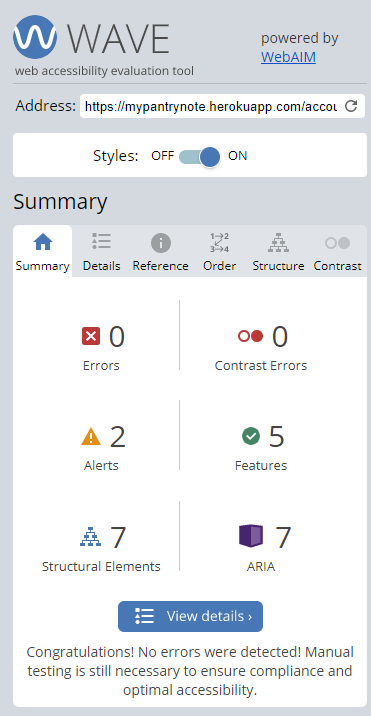 WAVE
web accessibility evaluation tool
powered by
WebAIM
Address: https://mypantrynote.herokuapp.com/accou
Styles: OFF ON
Summary
Summary Details Reference Order Structure Contrast
0 0
Errors Contrast Errors
2 5
Alerts Features
7 7
Structural Elements ARIA
View details ›
Congratulations! No errors were detected! Manual
testing is still necessary to ensure compliance and
optimal accessibility.